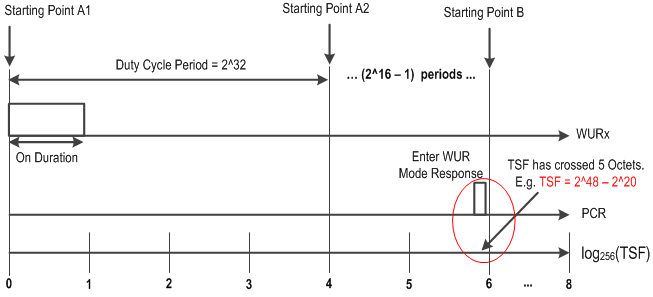 Starting Point A1
Starting Point A2
Starting Point B
Duty Cycle Period = 2^32
... (2^16 – 1) periods ...
WURx
On Duration
Enter WUR
Mode Response
TSF has crossed 5 Octets.
E.g. TSF = 2^48 – 2^20
PCR
log256(TSF)
0 1 2 3 4 5 6 ... 8